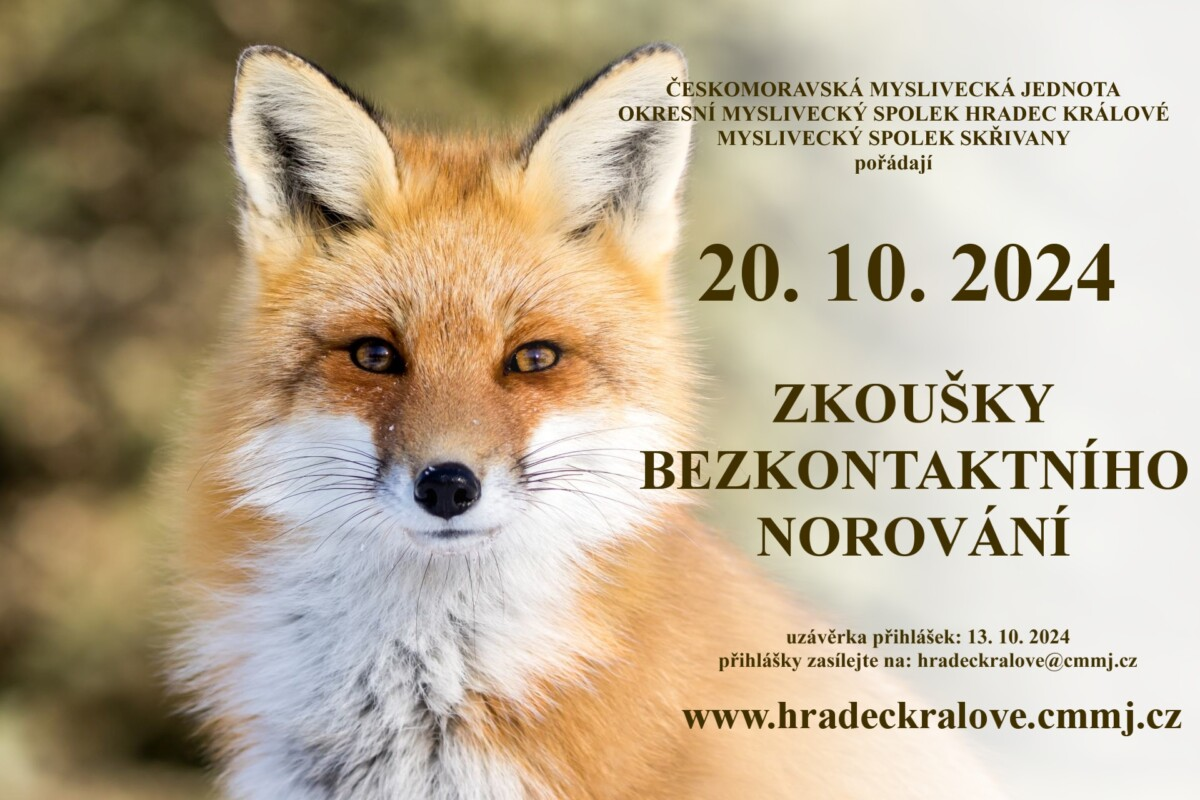 ČESKOMORAVSKÁ MYSLIVECKÁ JEDNOTA
OKRESNÍ MYSLIVECKÝ SPOLEK HRADEC KRÁLOVÉ
MYSLIVECKÝ SPOLEK SKŘIVANY
pořádají
20. 10. 2024
ZKOUŠKY
BEZKONTAKTNÍHO
NOROVÁNÍ
uzávěrka přihlášek: 13. 10. 2024
přihlášky zasílejte na: hradeckralove@cmmj.cz
www.hradeckralove.cmmj.cz